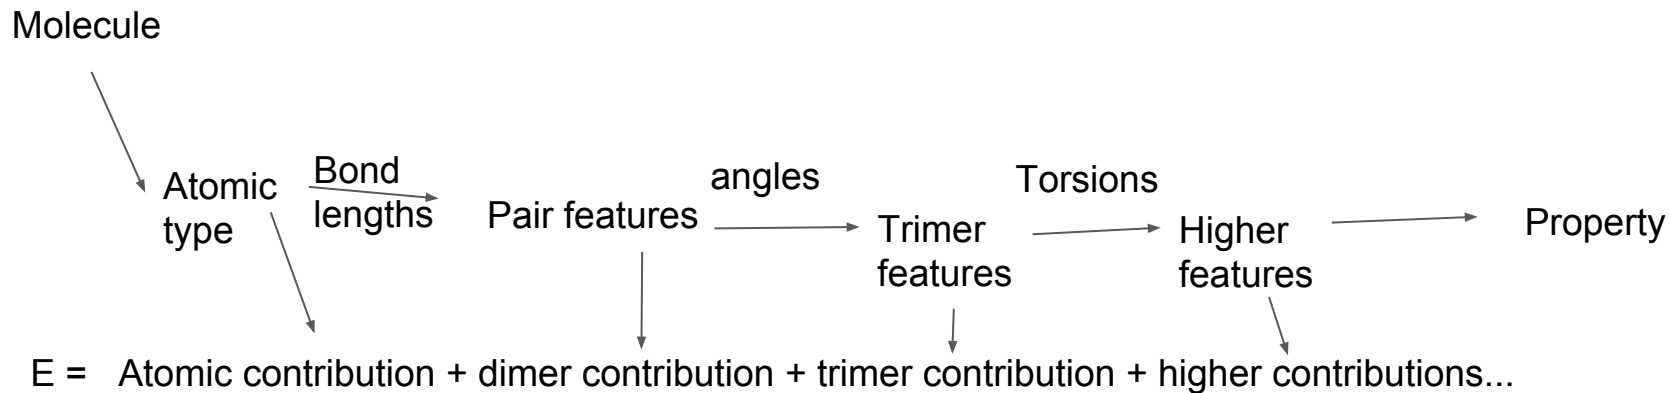 Molecule
Atomic
type
Bond
lengths
Pair features
angles
Trimer
features
Torsions
Higher
features
Property
E = Atomic contribution + dimer contribution + trimer contribution + higher contributions...